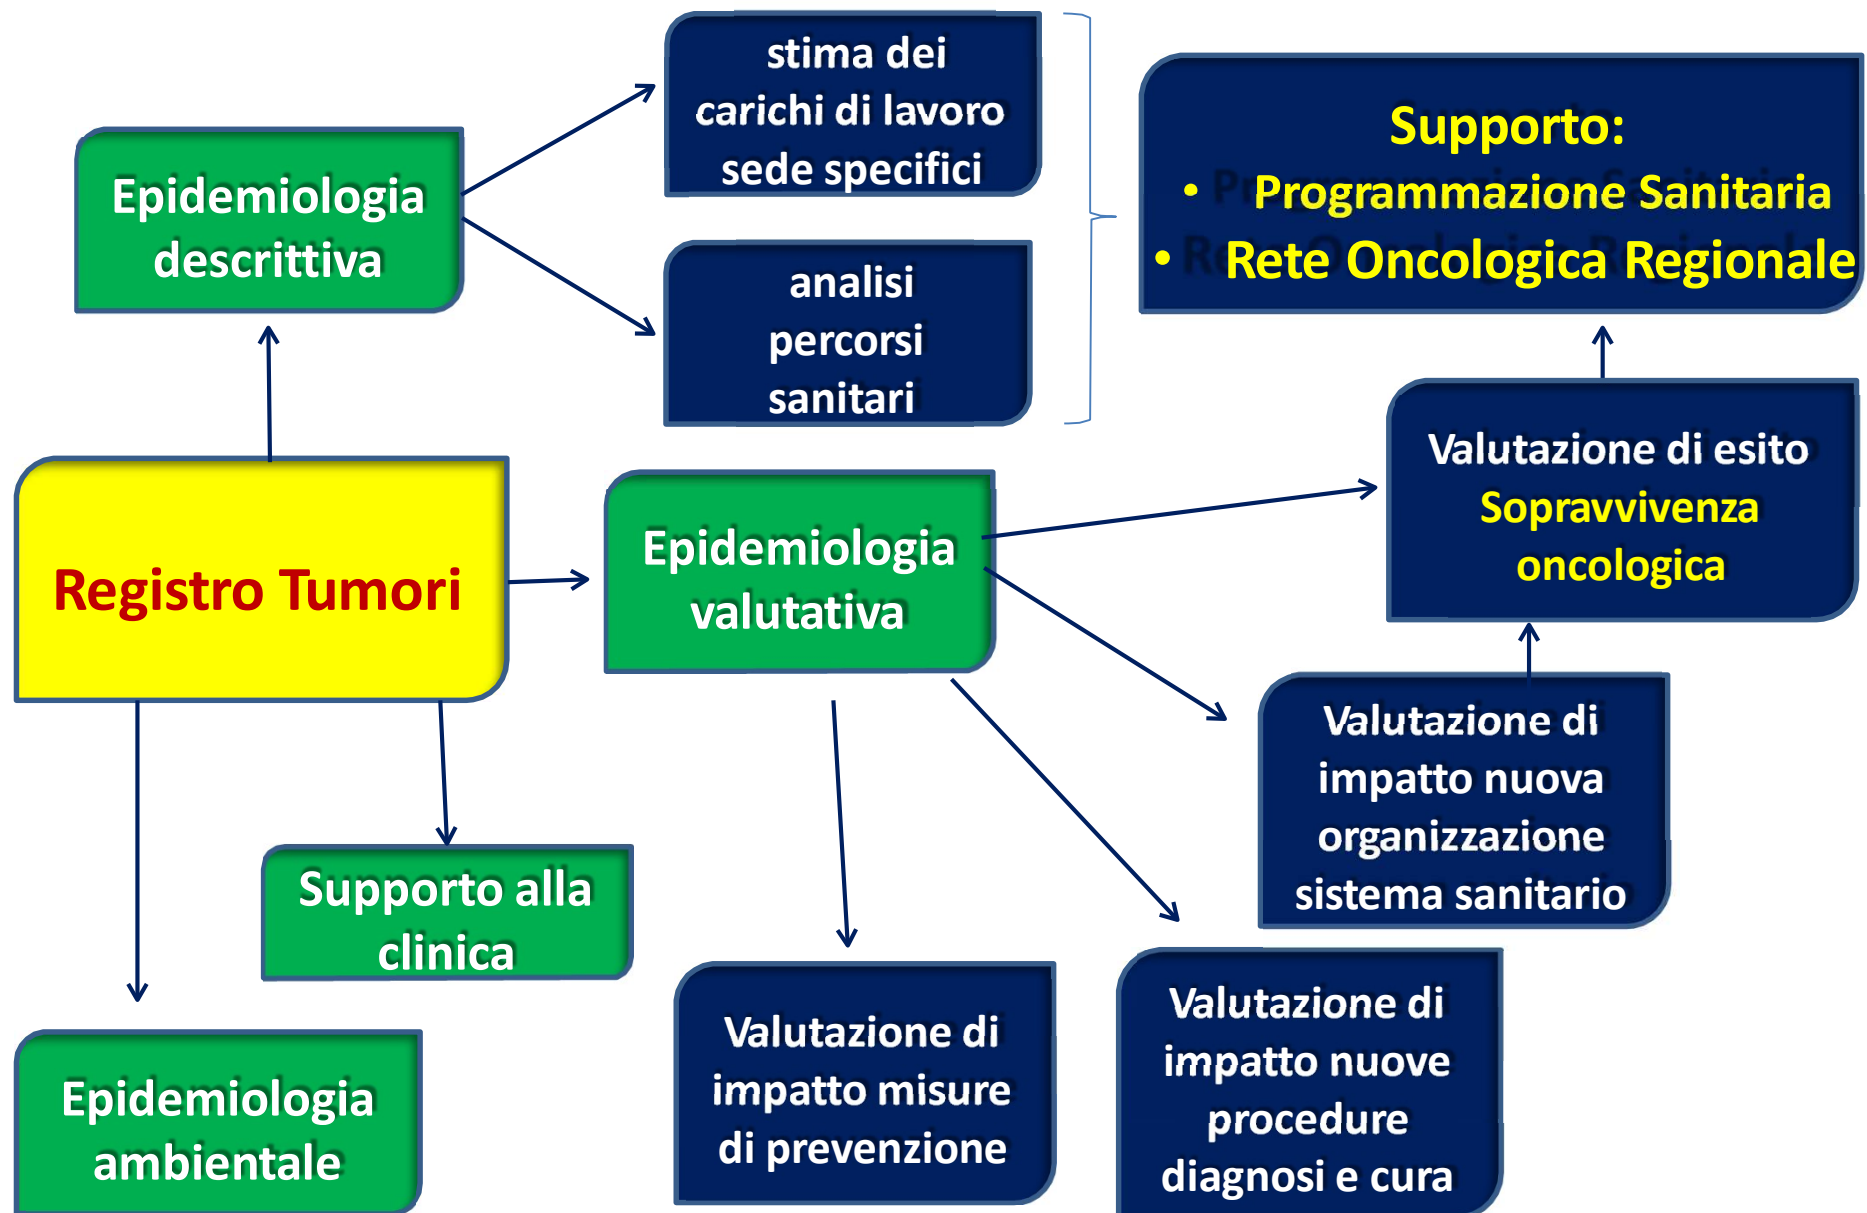 stima dei
carichi di lavoro
sede specifici
Supporto:
• Programmazione Sanitaria
• Rete Oncologica Regionale
Epidemiologia
descrittiva
analisi
percorsi
sanitari
Valutazione di esito
Sopravvivenza
oncologica
Registro Tumori
Epidemiologia
valutativa
Valutazione di
impatto nuova
organizzazione
sistema sanitario
Supporto alla
clinica
Epidemiologia
ambientale
Valutazione di
impatto misure
di prevenzione
Valutazione di
impatto nuove
procedure
diagnosi e cura